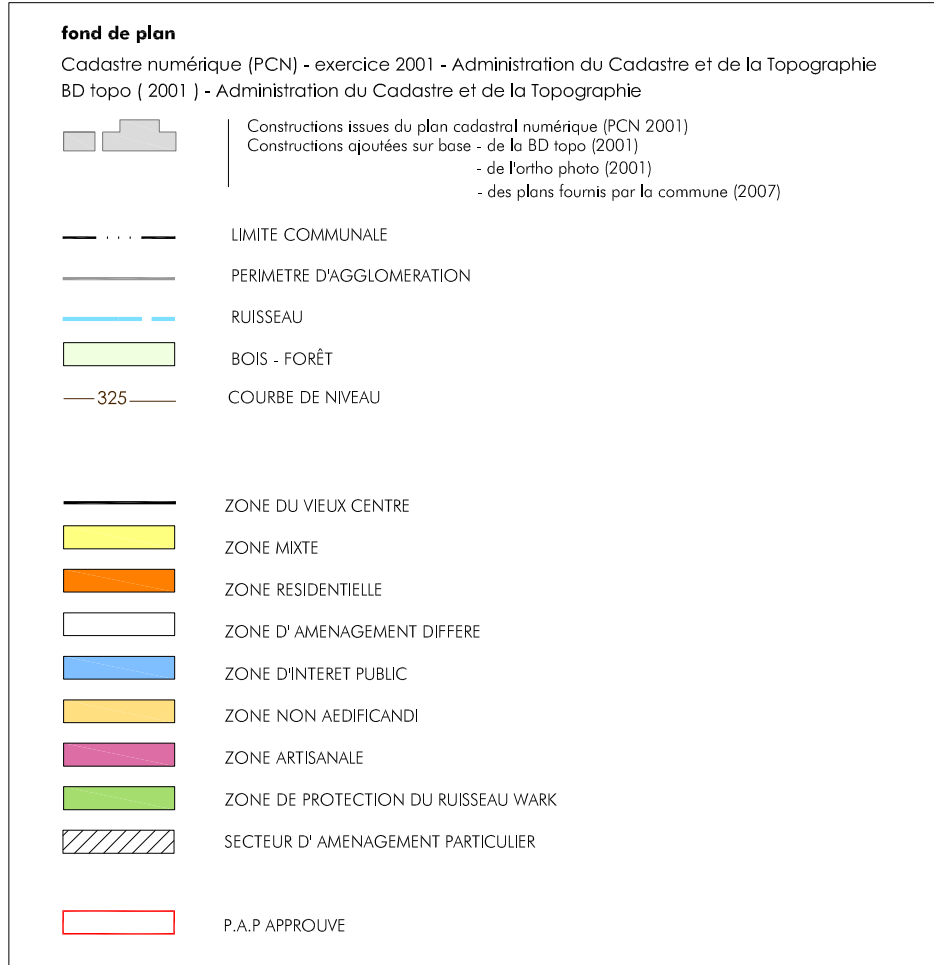 fond de plan
Cadastre numérique (PCN) - exercice 2001 - Administration du Cadastre et de la Topographie
BD topo ( 2001 ) - Administration du Cadastre et de la Topographie
Constructions issues du plan cadastral numérique (PCN 2001)
Constructions ajoutées sur base - de la BD topo (2001)
- de l'ortho photo (2001)
- des plans fournis par la commune (2007)
LIMITE COMMUNALE
PERIMETRE D'AGGLOMERATION
RUISSEAU
BOIS - FORÊT
325 COURBE DE NIVEAU
ZONE DU VIEUX CENTRE
ZONE MIXTE
ZONE RESIDENTIELLE
ZONE D' AMENAGEMENT DIFFERE
ZONE D'INTERET PUBLIC
ZONE NON AEDIFICANDI
ZONE ARTISANALE
ZONE DE PROTECTION DU RUISSEAU WARK
SECTEUR D' AMENAGEMENT PARTICULIER
P.A.P APPROUVE